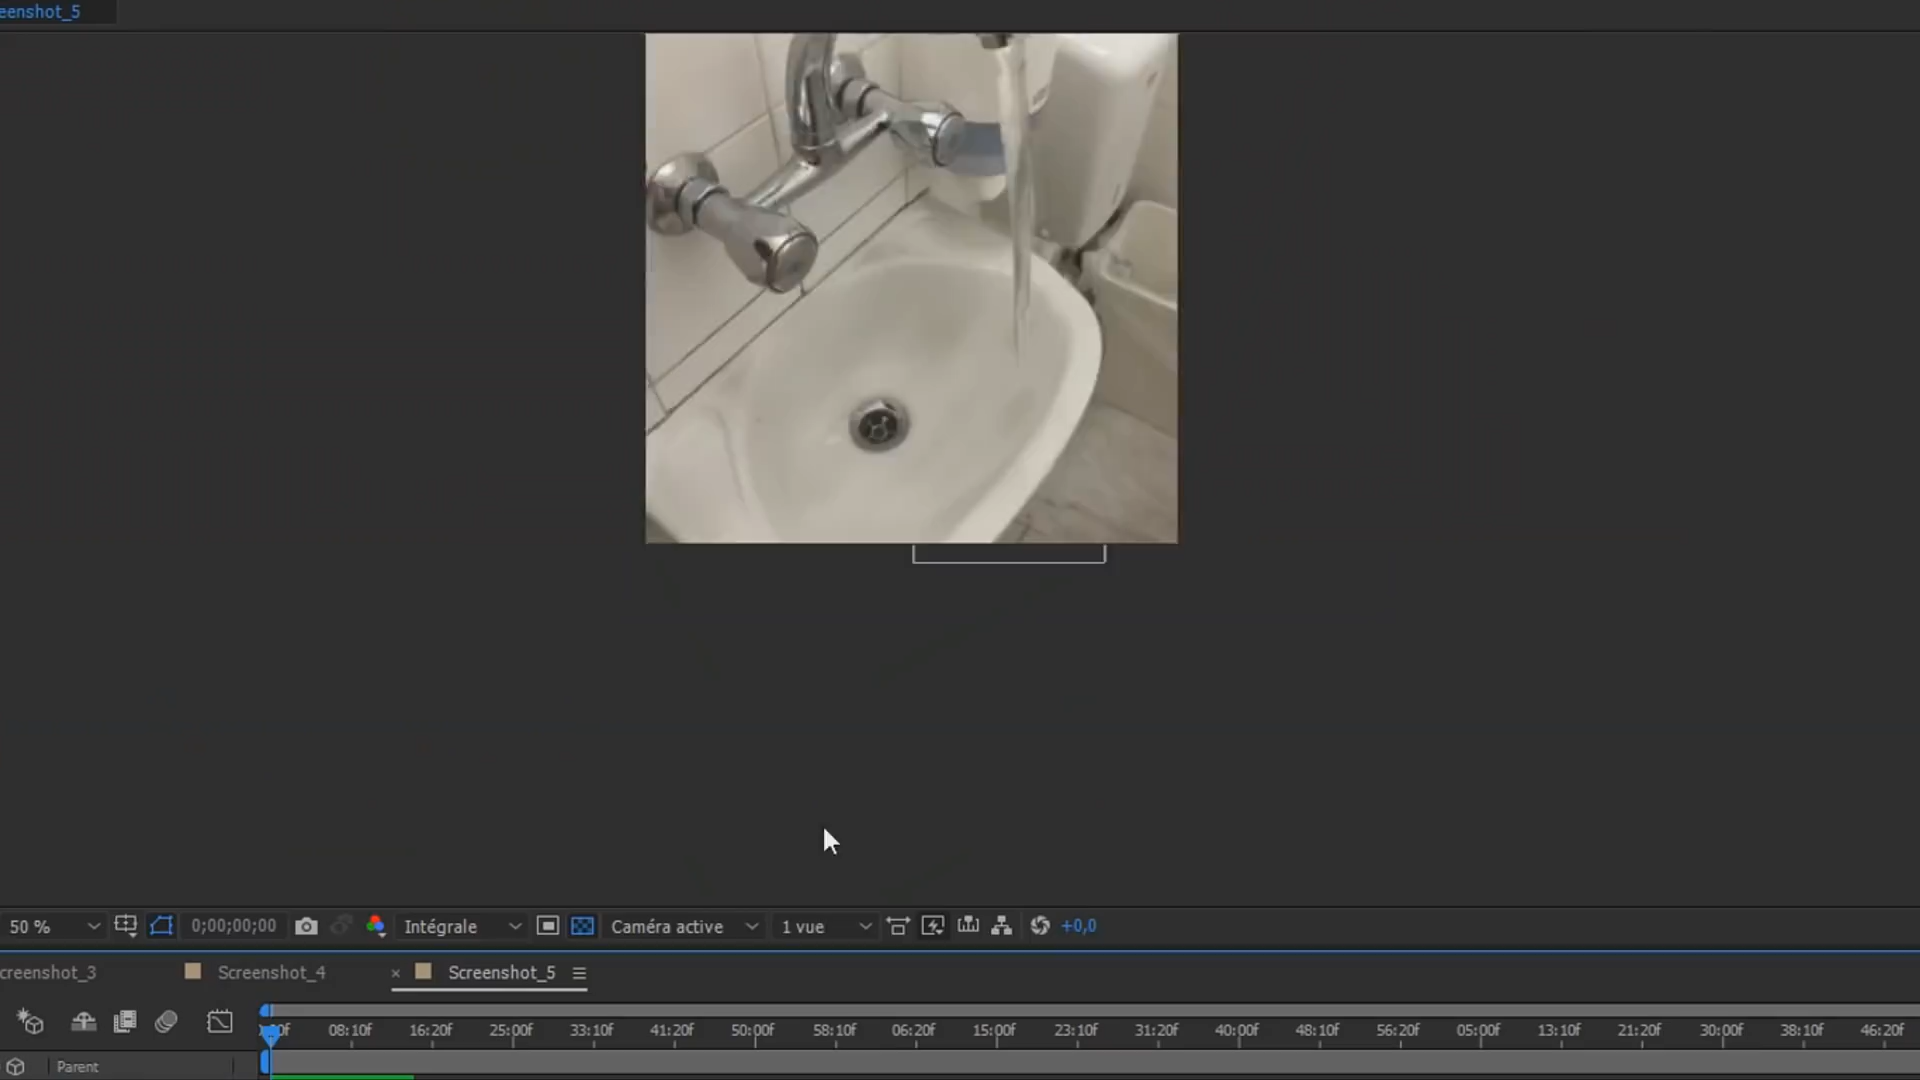 eenshot_5
50 %
0;00;00;00
Intégrale
Caméra active
1 vue
+0,0
creenshot_3
Screenshot_4
Screenshot_5
08:10f 16:20f 25:00f 33:10f 41:20f 50:00f 58:10f 06:20f 15:00f 23:10f 31:20f 40:00f 48:10f 56:20f 05:00f 13:10f 21:20f 30:00f 38:10f 46:20f
Parent